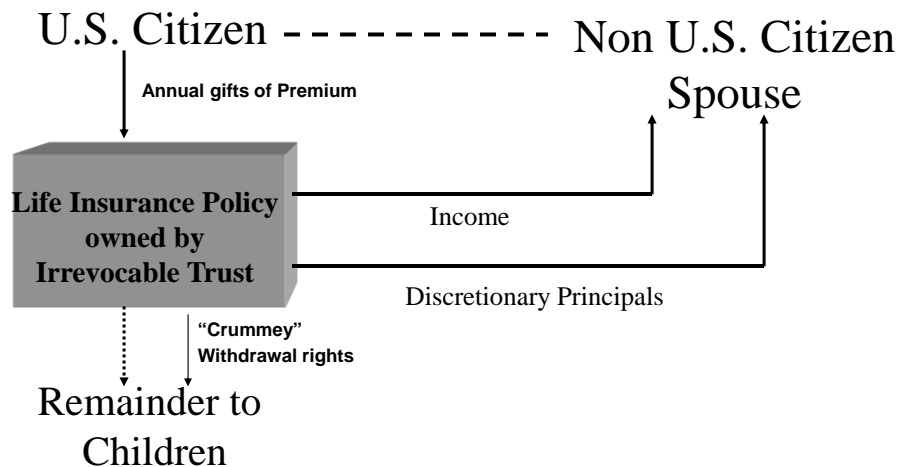 U.S. Citizen
Non U.S. Citizen
Spouse
Annual gifts of Premium
Life Insurance Policy
owned by
Irrevocable Trust
Income
Discretionary Principals
“Crummey”
Withdrawal rights
Remainder to
Children